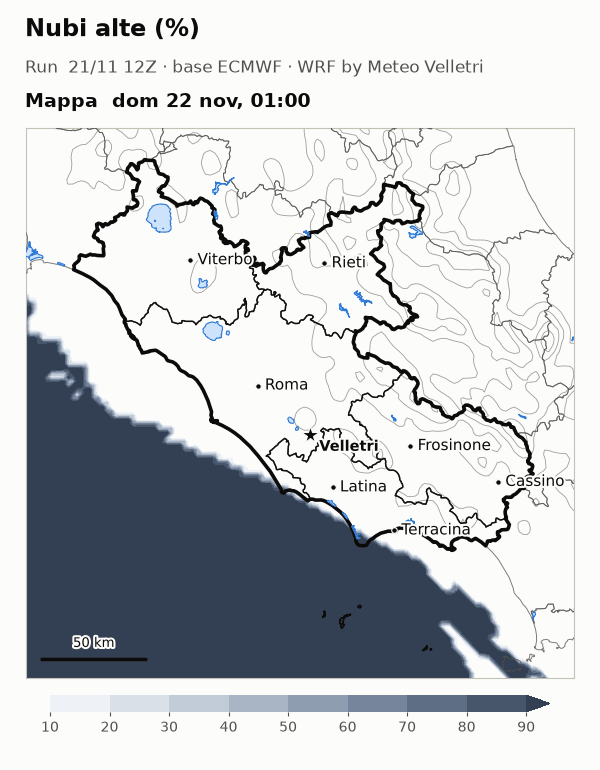 Nubi alte (%)
Run  21/11 12Z · base ECMWF · WRF by Meteo Velletri
Mappa  dom 22 nov, 01:00
Viterbo
Rieti
Roma
Velletri
Frosinone
Latina
Cassino
Terracina
50 km
10 20 30 40 50 60 70 80 90